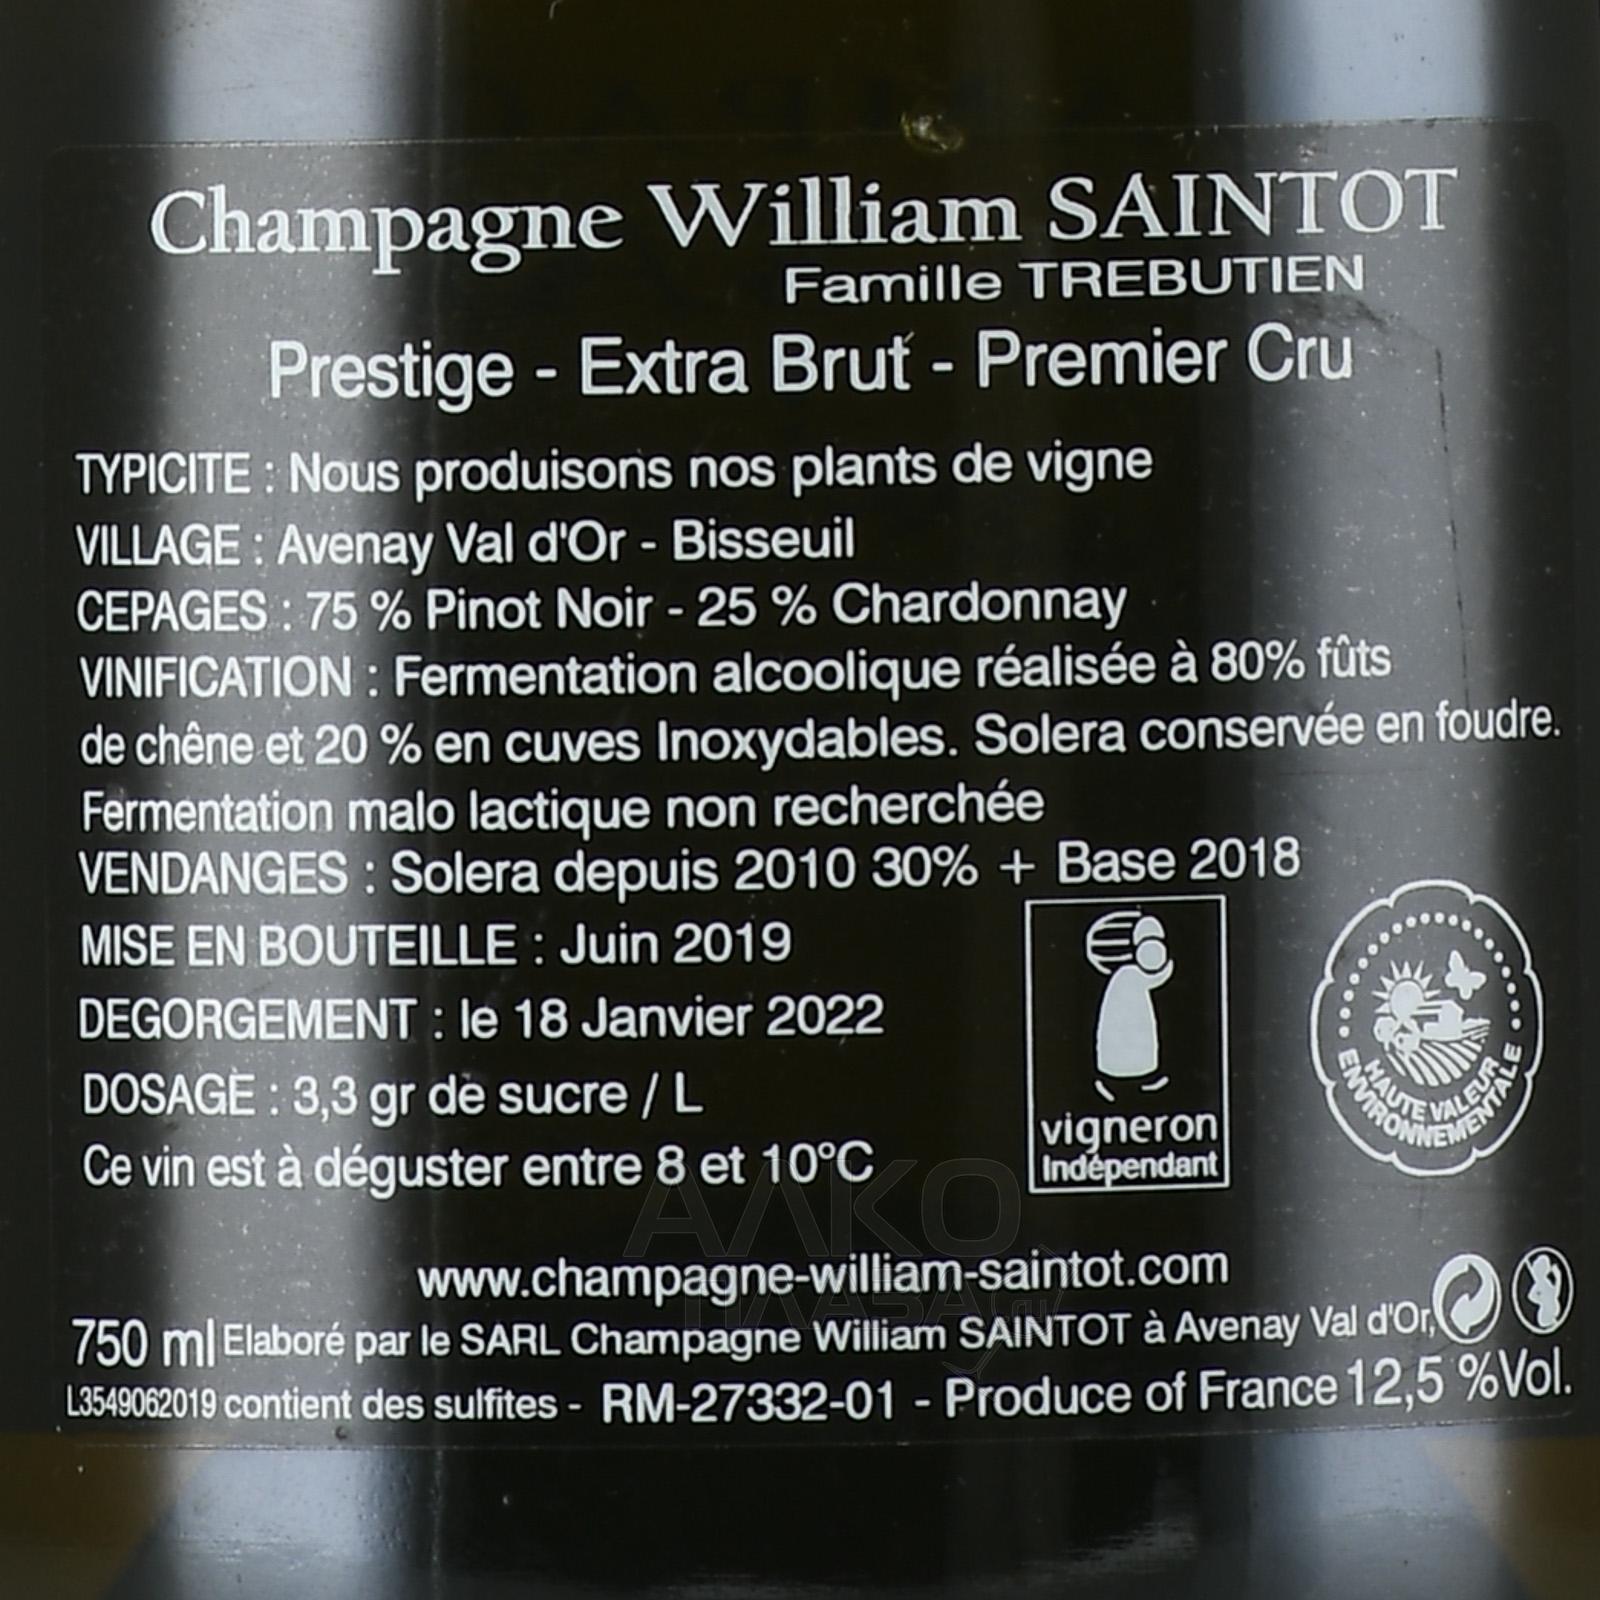 Champagne William SAINTOT
Famille TREBUTIEN
Prestige - Extra Brut - Premier Cru
TYPICITE : Nous produisons nos plants de vigne
VILLAGE : Avenay Val d'Or - Bisseuil
CEPAGES : 75 % Pinot Noir - 25 % Chardonnay
VINIFICATION : Fermentation alcoolique réalisée à 80% fûts
de chêne et 20 % en cuves Inoxydables. Solera conservée en foudre.
Fermentation malo lactique non recherchée
VENDANGES : Solera depuis 2010 30% + Base 2018
MISE EN BOUTEILLE : Juin 2019
DEGORGEMENT : le 18 Janvier 2022
DOSAGE : 3,3 gr de sucre / L
Ce vin est à déguster entre 8 et 10°C
vigneron
indépendant
HAUTE VALEUR
ENVIRONNEMENTALE
АЛКО
ПЛАЗА.ru
www.champagne-william-saintot.com
750 ml Elaboré par le SARL Champagne William SAINTOT à Avenay Val d'Or,
L3549062019 contient des sulfites - RM-27332-01 - Produce of France 12,5 %Vol.